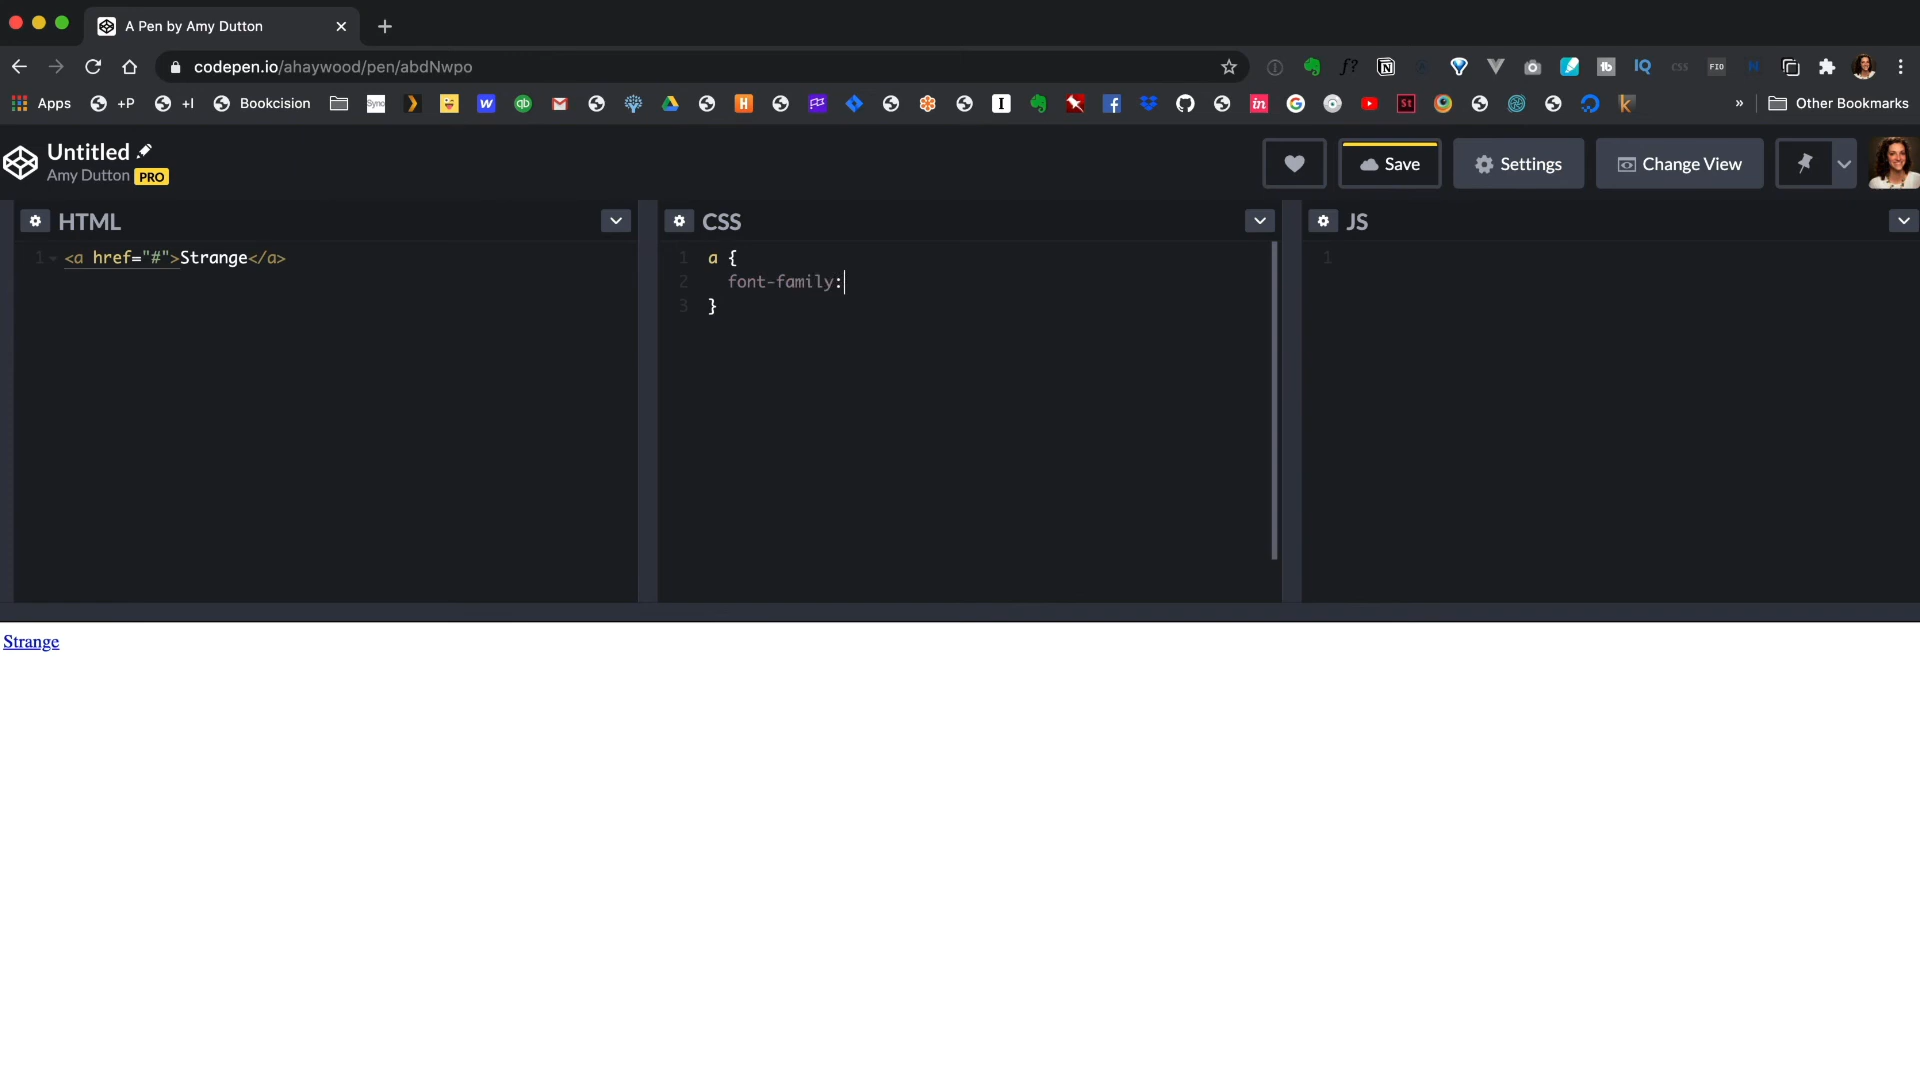 A Pen by Amy Dutton
codepen.io/ahaywood/pen/abdNwpo
Apps +P +I Bookcision Other Bookmarks
Untitled
Amy Dutton PRO
Save Settings Change View
HTML CSS JS
1 <a href="#">Strange</a>
1 a {
2 font-family:
3 }
1
Strange